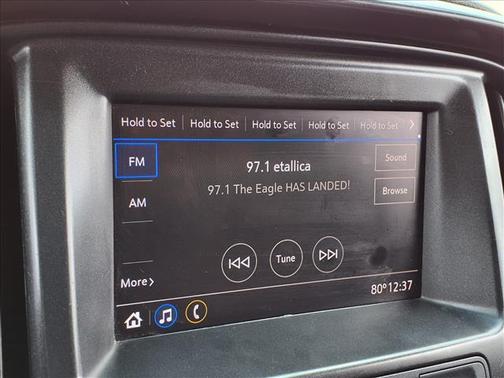 Hold to Set Hold to Set Hold to Set Hold to Set Hold to Set
FM
97.1 etallica
Sound
97.1 The Eagle HAS LANDED!
Browse
AM
Tune
More
80° 12:37